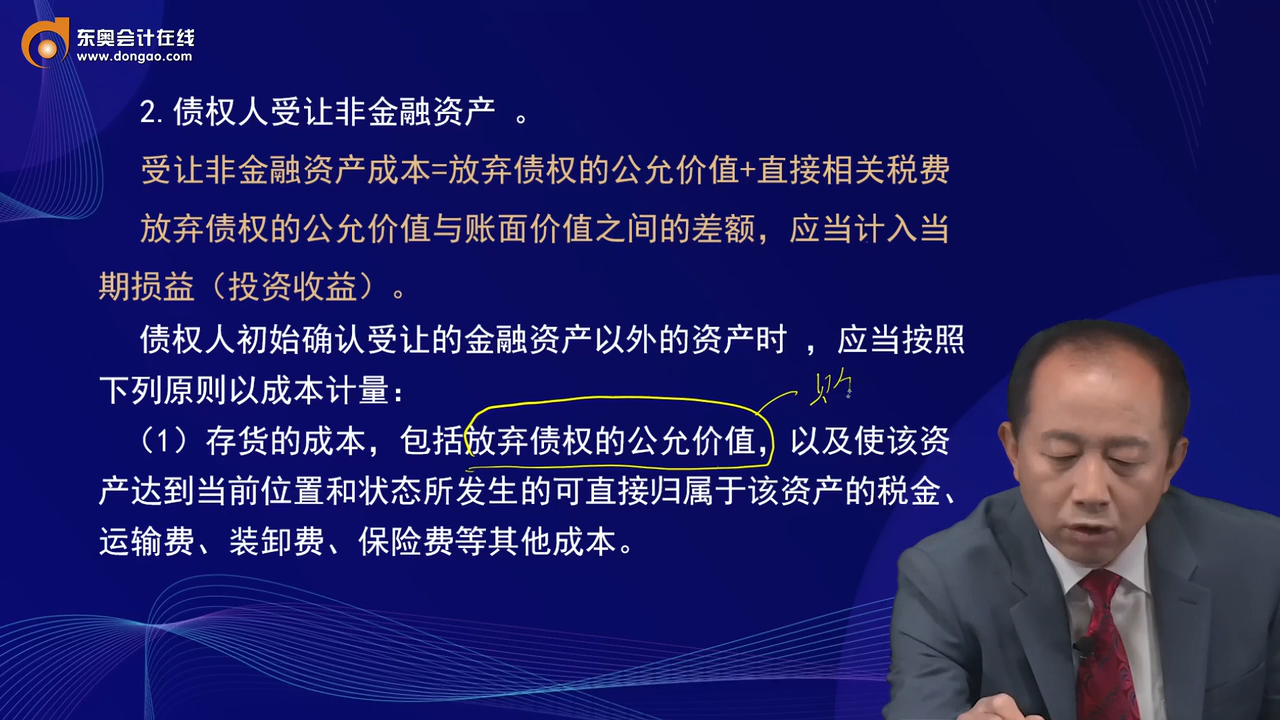 东奥会计在线
www.dongao.com
2.债权人受让非金融资产 。
受让非金融资产成本=放弃债权的公允价值+直接相关税费
放弃债权的公允价值与账面价值之间的差额，应当计入当
期损益（投资收益）。
债权人初始确认受让的金融资产以外的资产时 ，应当按照
下列原则以成本计量：
（1）存货的成本，包括放弃债权的公允价值，以及使该资
产达到当前位置和状态所发生的可直接归属于该资产的税金、
运输费、装卸费、保险费等其他成本。